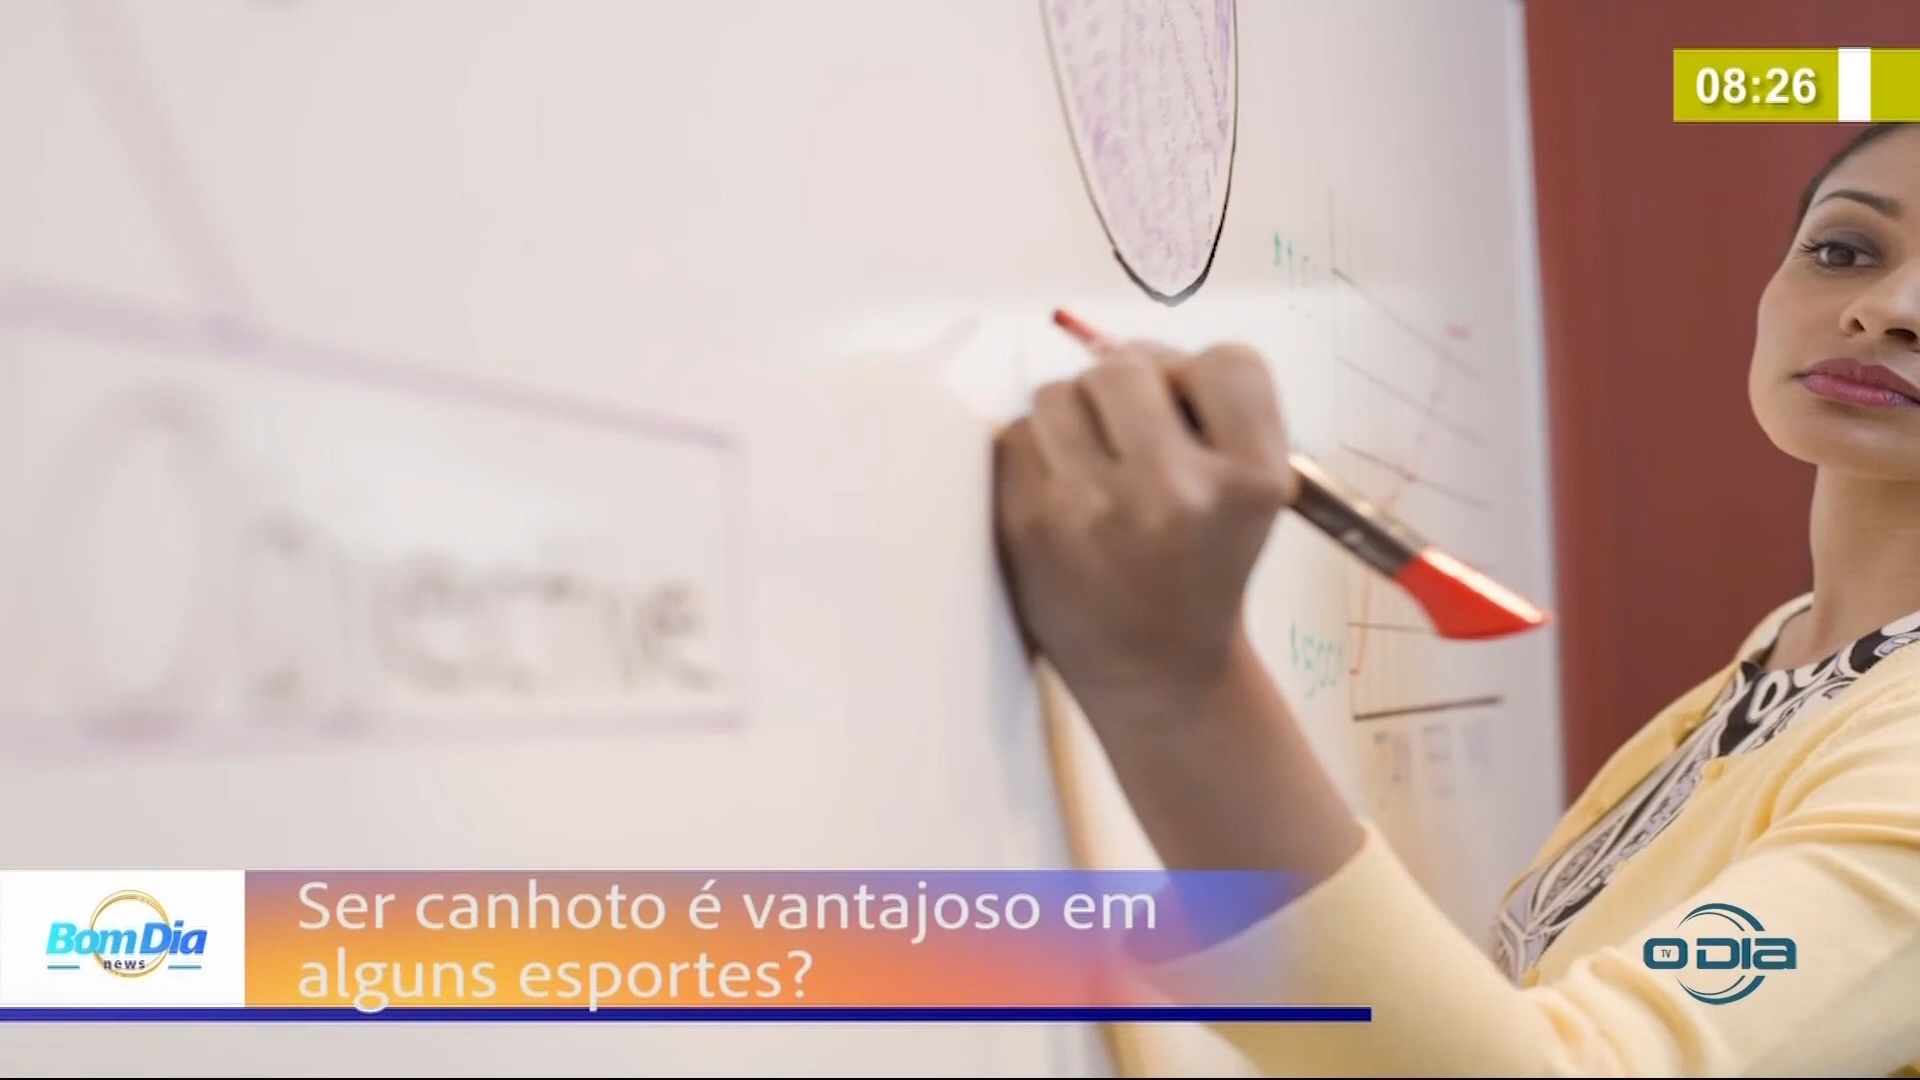 08:26
Ser canhoto é vantajoso em
alguns esportes?
Bom Dia
news
O DIA
TV